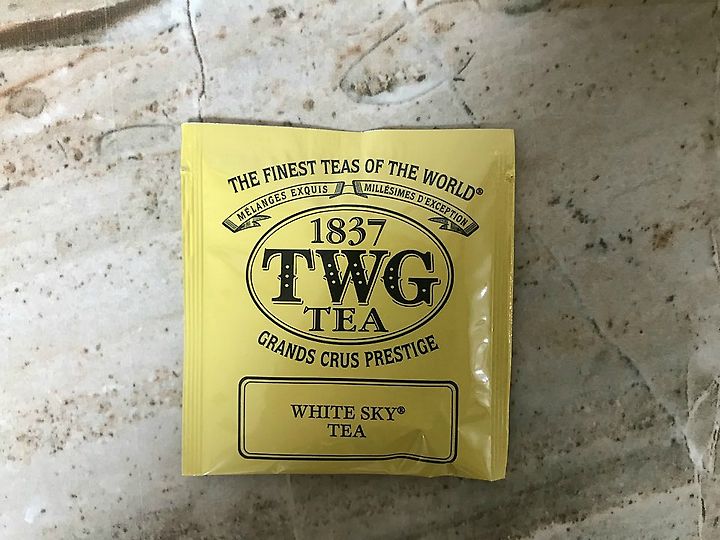 THE FINEST TEAS OF THE WORLD®
MÉLANGES EXQUIS MILLÉSIMES D'EXCEPTION
1837
TWG
TEA
GRANDS CRUS PRESTIGE
WHITE SKY®
TEA